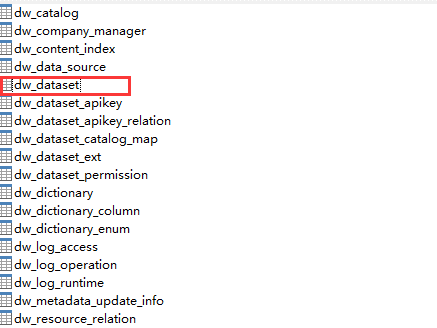 dw_catalog
dw_company_manager
dw_content_index
dw_data_source
dw_dataset
dw_dataset_apikey
dw_dataset_apikey_relation
dw_dataset_catalog_map
dw_dataset_ext
dw_dataset_permission
dw_dictionary
dw_dictionary_column
dw_dictionary_enum
dw_log_access
dw_log_operation
dw_log_runtime
dw_metadata_update_info
dw_resource_relation